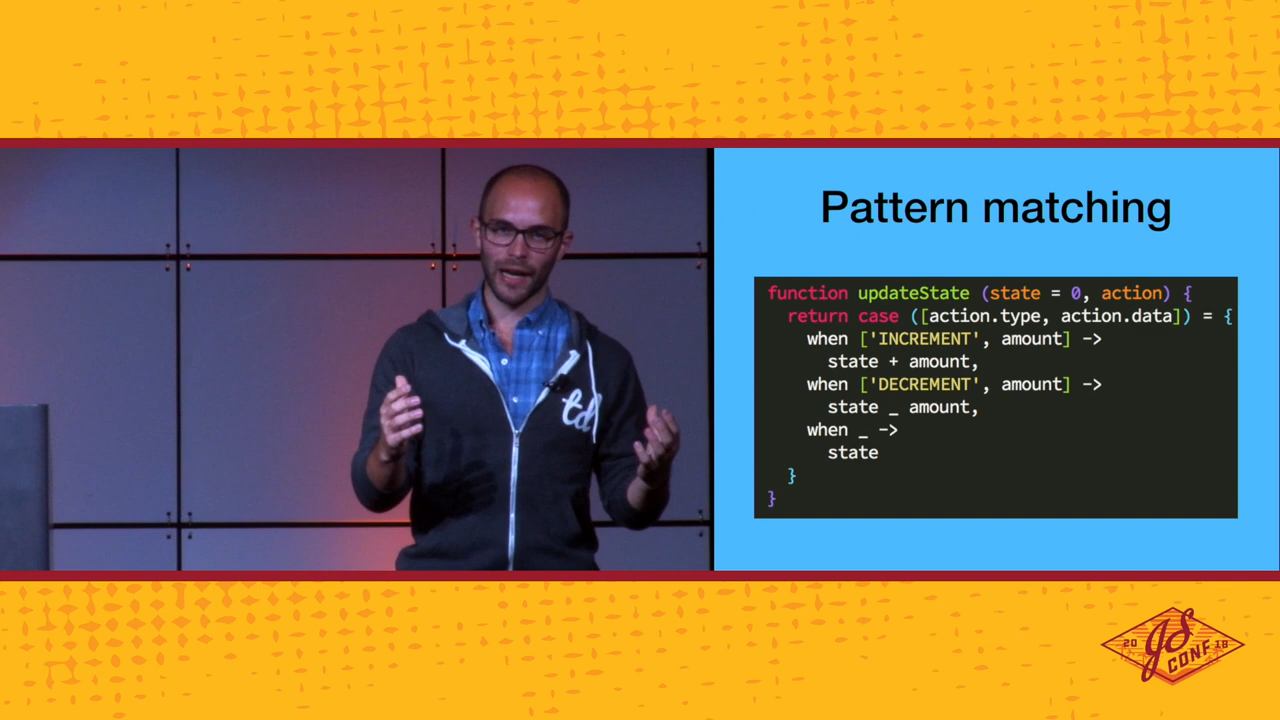 Pattern matching
function updateState (state = 0, action) {
return case ([action.type, action.data]) = {
when ['INCREMENT', amount] ->
state + amount,
when ['DECREMENT', amount] ->
state _ amount,
when _ ->
state
}
}
td
20 JS CONF 18